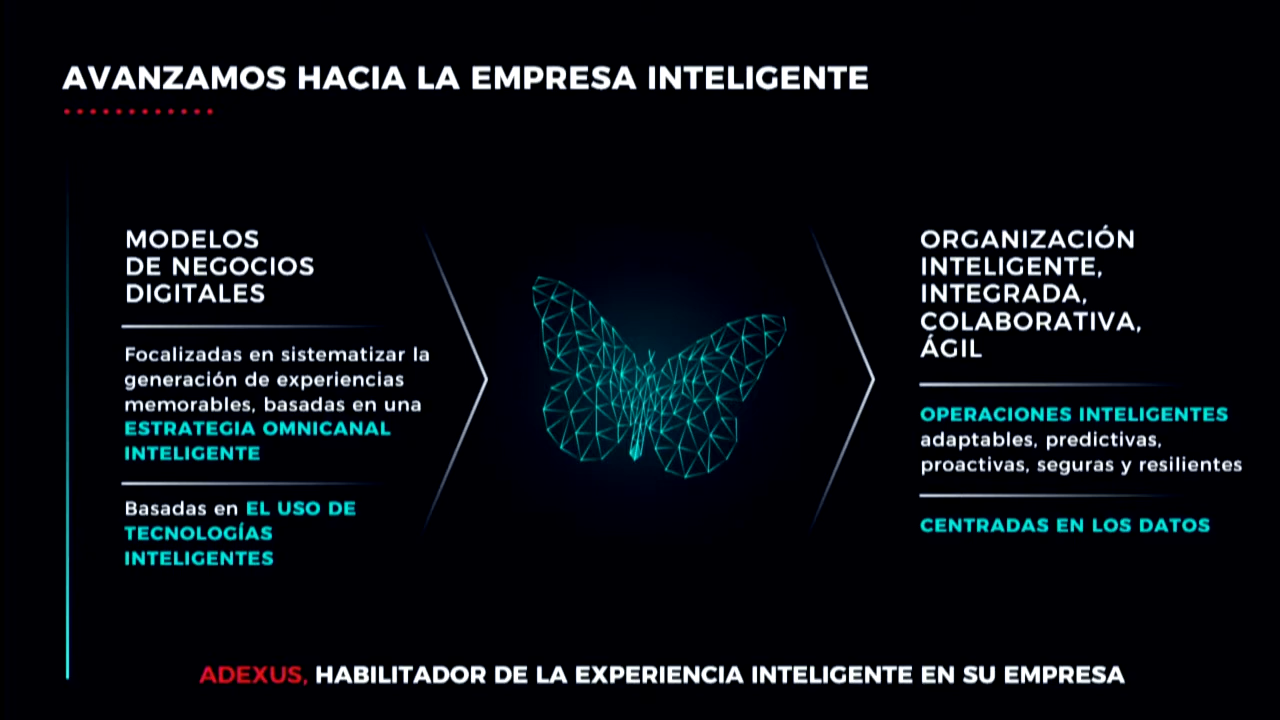 AVANZAMOS HACIA LA EMPRESA INTELIGENTE
MODELOS
DE NEGOCIOS
DIGITALES
Focalizadas en sistematizar la
generación de experiencias
memorables, basadas en una
ESTRATEGIA OMNICANAL
INTELIGENTE
Basadas en EL USO DE
TECNOLOGÍAS
INTELIGENTES
ORGANIZACIÓN
INTELIGENTE,
INTEGRADA,
COLABORATIVA,
ÁGIL
OPERACIONES INTELIGENTES
adaptables, predictivas,
proactivas, seguras y resilientes
CENTRADAS EN LOS DATOS
ADEXUS, HABILITADOR DE LA EXPERIENCIA INTELIGENTE EN SU EMPRESA